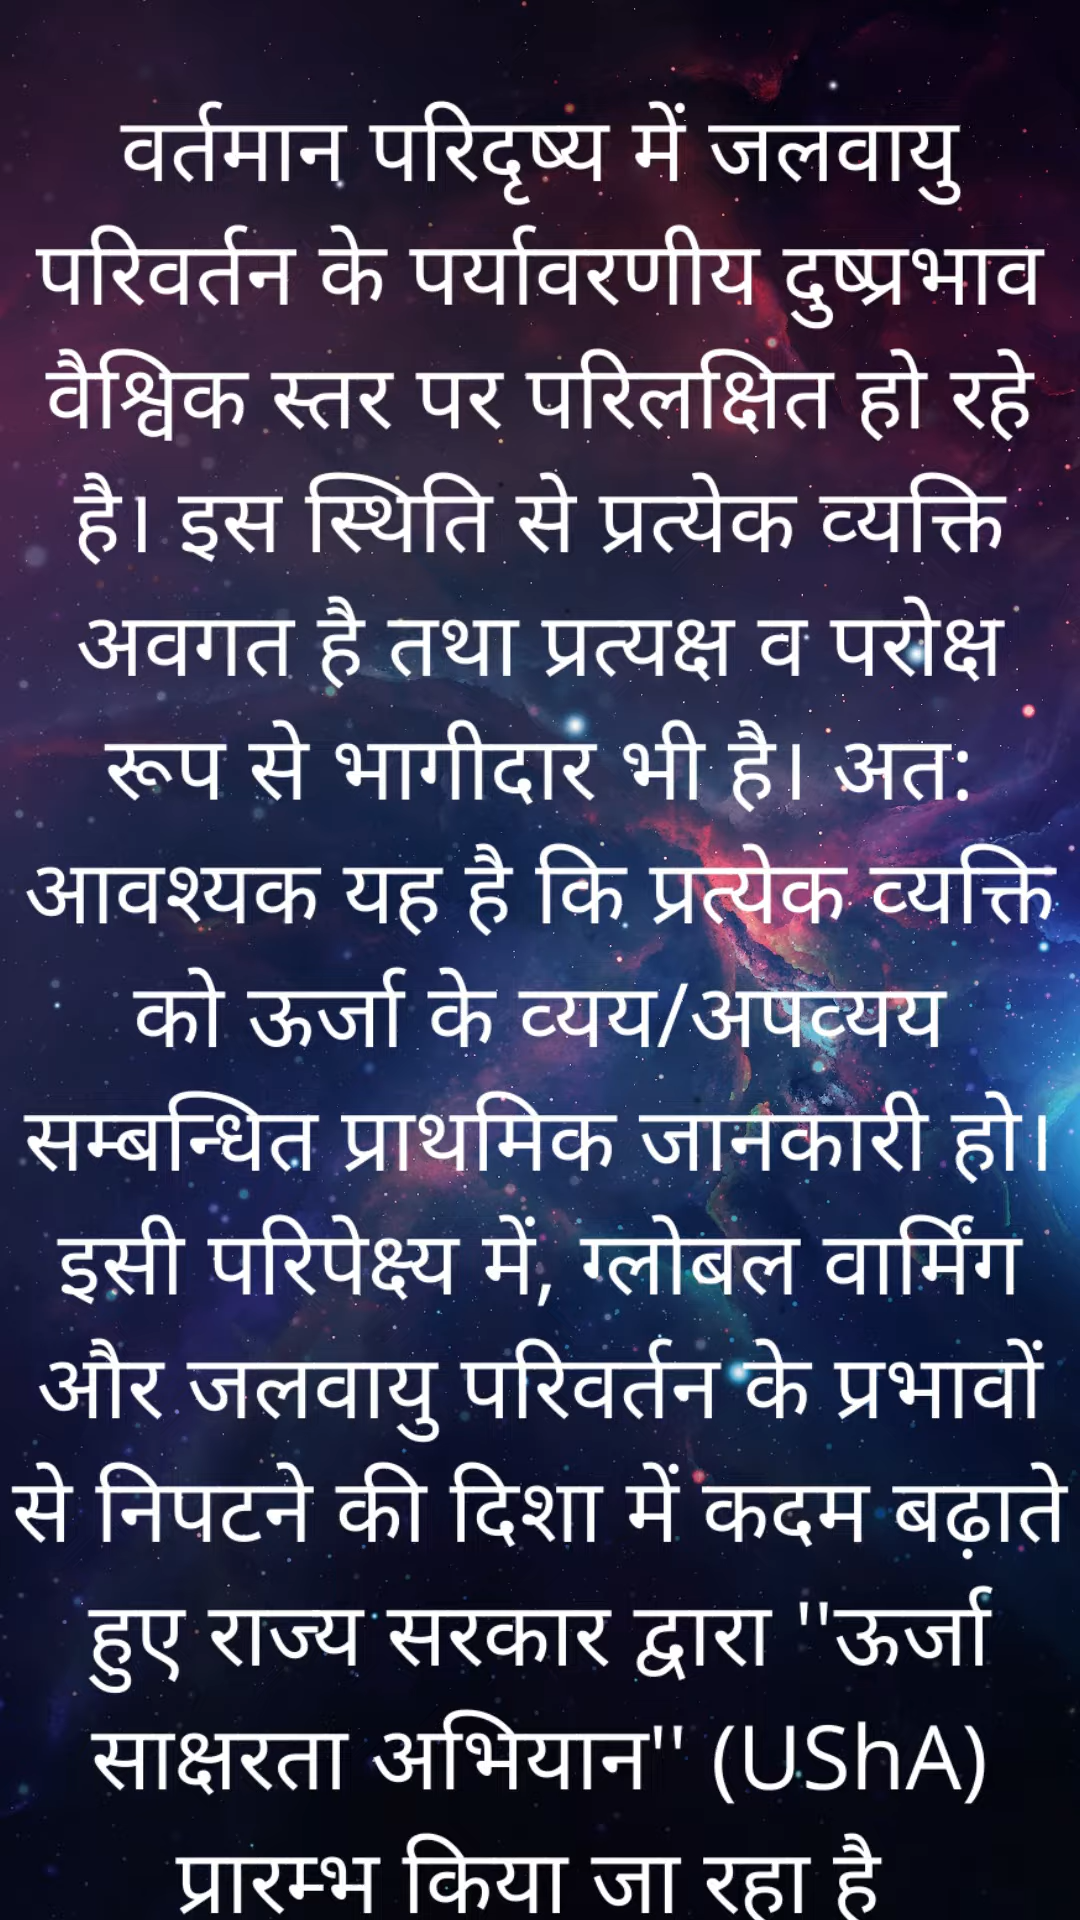 वर्तमान परिदृष्य में जलवायु
परिवर्तन के पर्यावरणीय दुष्प्रभाव
वैश्विक स्तर पर परिलक्षित हो रहे
है। इस स्थिति से प्रत्येक व्यक्ति
अवगत है तथा प्रत्यक्ष व परोक्ष
रूप से भागीदार भी है। अत:
आवश्यक यह है कि प्रत्येक व्यक्ति
को ऊर्जा के व्यय/अपव्यय
सम्बन्धित प्राथमिक जानकारी हो।
इसी परिपेक्ष्य में, ग्लोबल वार्मिंग
और जलवायु परिवर्तन के प्रभावों
से निपटने की दिशा में कदम बढ़ाते
हुए राज्य सरकार द्वारा ''ऊर्जा
साक्षरता अभियान'' (UShA)
प्रारम्भ किया जा रहा है